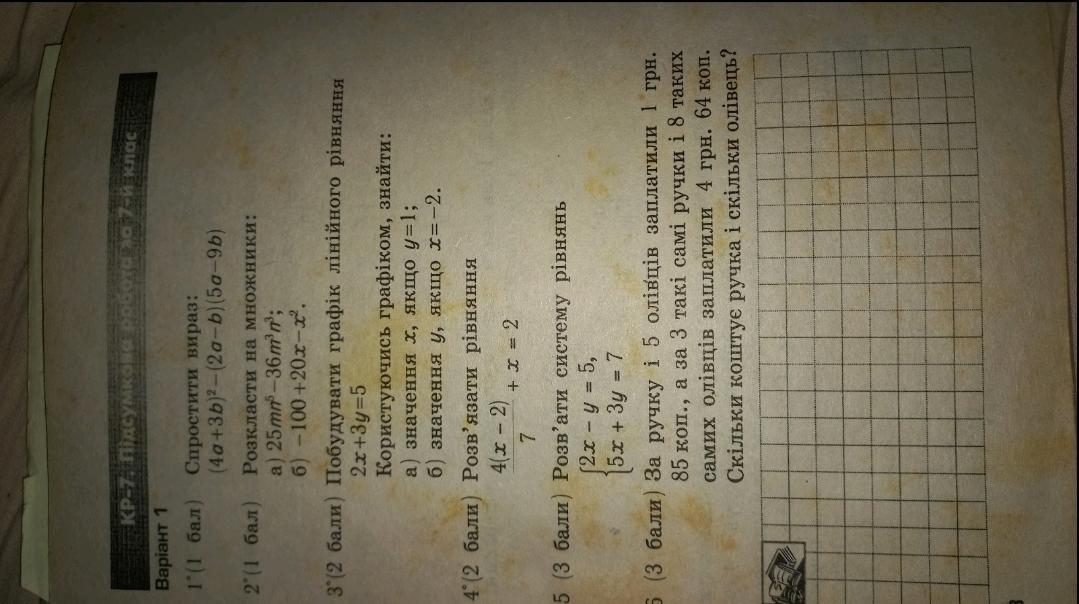 КР-7. Підсумкова робота за 7-й клас
Варіант 1
1°(1 бал) Спростити вираз:
(4a+3b)²−(2a−b)(5a−9b)
2°(1 бал) Розкласти на множники:
а) 25mn⁵−36m³n³;
б) −100+20x−x².
3°(2 бали) Побудувати графік лінійного рівняння
2x+3y=5
Користуючись графіком, знайти:
а) значення x, якщо y=1;
б) значення y, якщо x=−2.
4°(2 бали) Розв'язати рівняння
4(x − 2)/7 + x = 2
5 (3 бали) Розв'ати систему рівнянь
{2x − y = 5,
5x + 3y = 7
6 (3 бали) За ручку і 5 олівців заплатили 1 грн.
85 коп., а за 3 такі самі ручки і 8 таких
самих олівців заплатили 4 грн. 64 коп.
Скільки коштує ручка і скільки олівець?